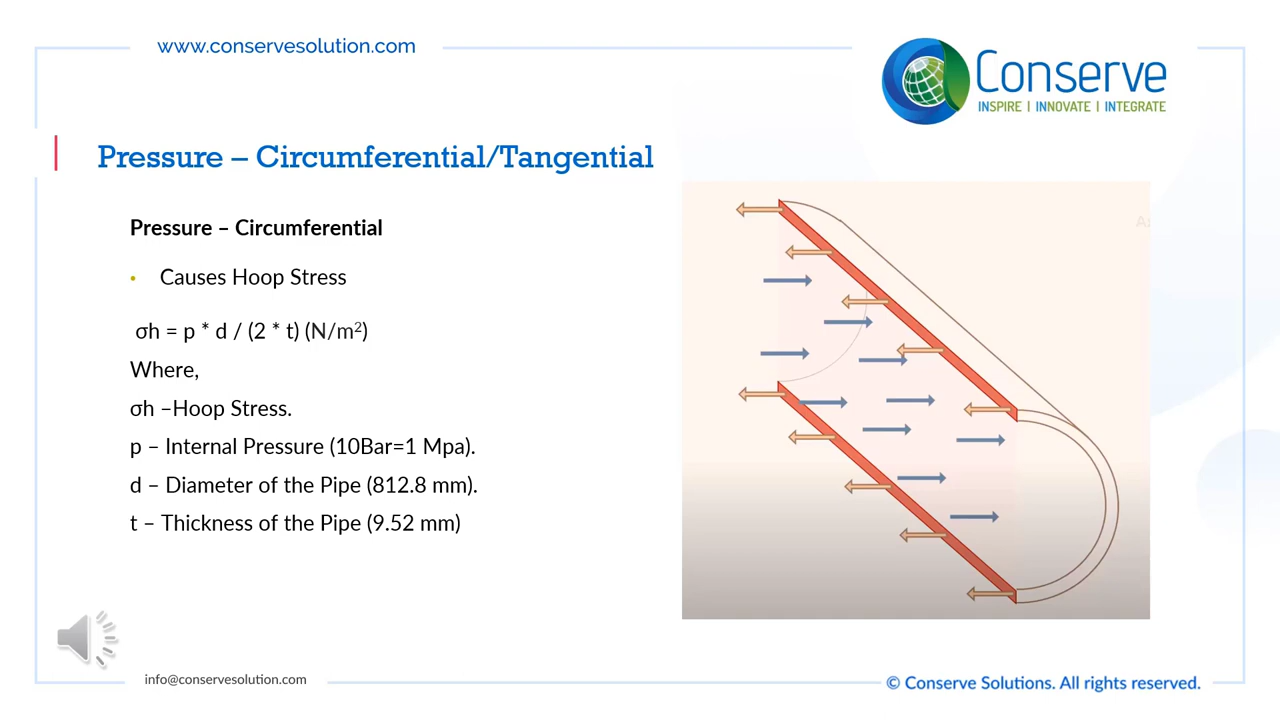 www.conservesolution.com
Conserve
INSPIRE | INNOVATE | INTEGRATE
Pressure – Circumferential/Tangential
Pressure – Circumferential
• Causes Hoop Stress
σh = p * d / (2 * t) (N/m²)
Where,
σh –Hoop Stress.
p – Internal Pressure (10Bar=1 Mpa).
d – Diameter of the Pipe (812.8 mm).
t – Thickness of the Pipe (9.52 mm)
info@conservesolution.com
© Conserve Solutions. All rights reserved.